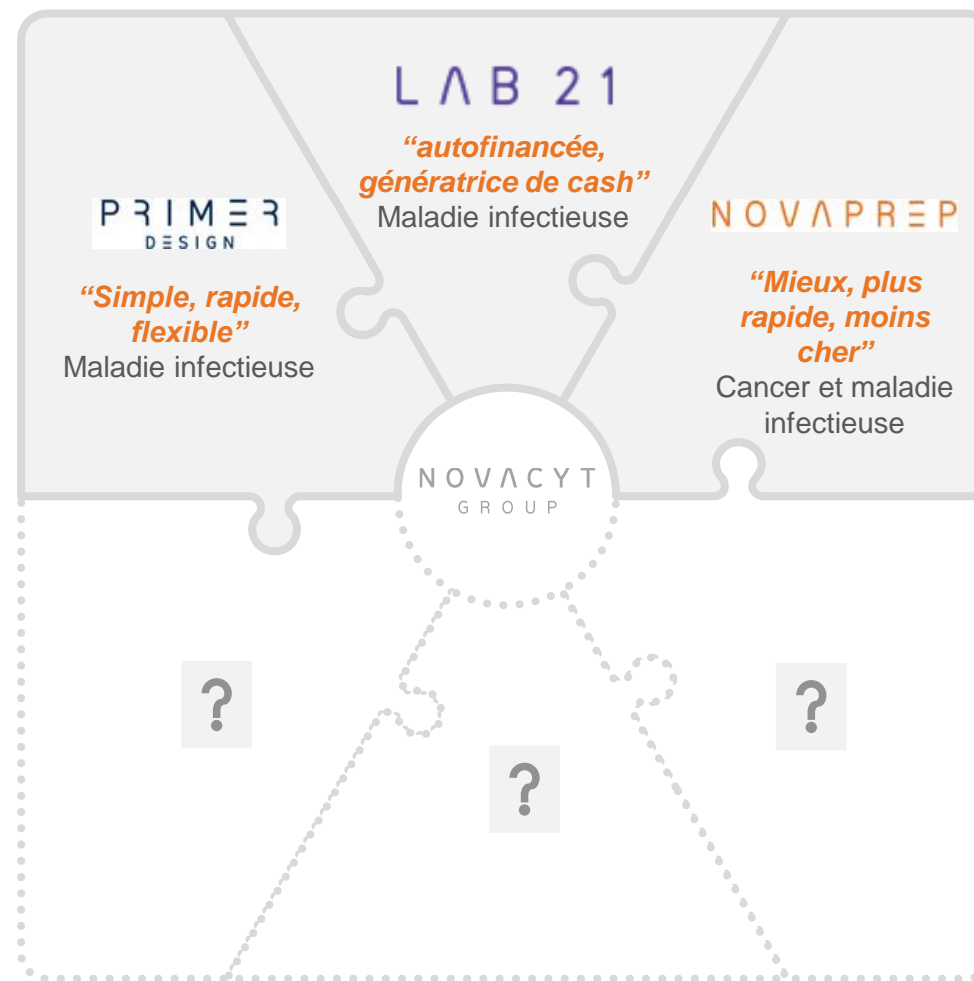 LAB 21
“autofinancée,
génératrice de cash”
Maladie infectieuse
PRIMER
DESIGN
“Simple, rapide,
flexible”
Maladie infectieuse
NOVAPREP
“Mieux, plus
rapide, moins
cher”
Cancer et maladie
infectieuse
NOVACYT
GROUP
?
?
?